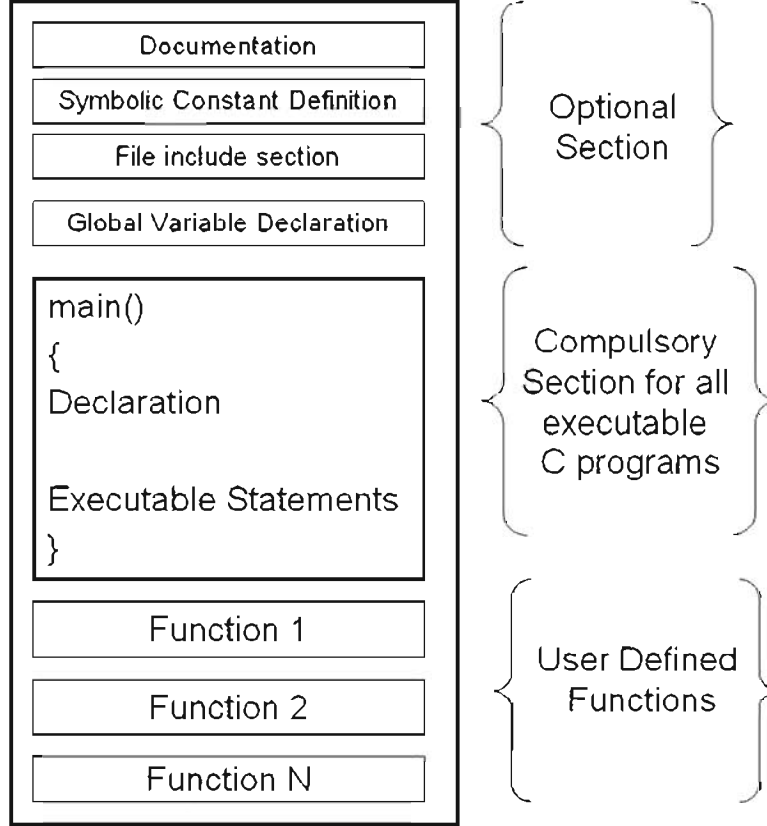 Documentation
Symbolic Constant Definition
File include section
Global Variable Declaration
Optional
Section
main()
{
Declaration
Executable Statements
}
Compulsory
Section for all
executable
C programs
Function 1
Function 2
Function N
User Defined
Functions